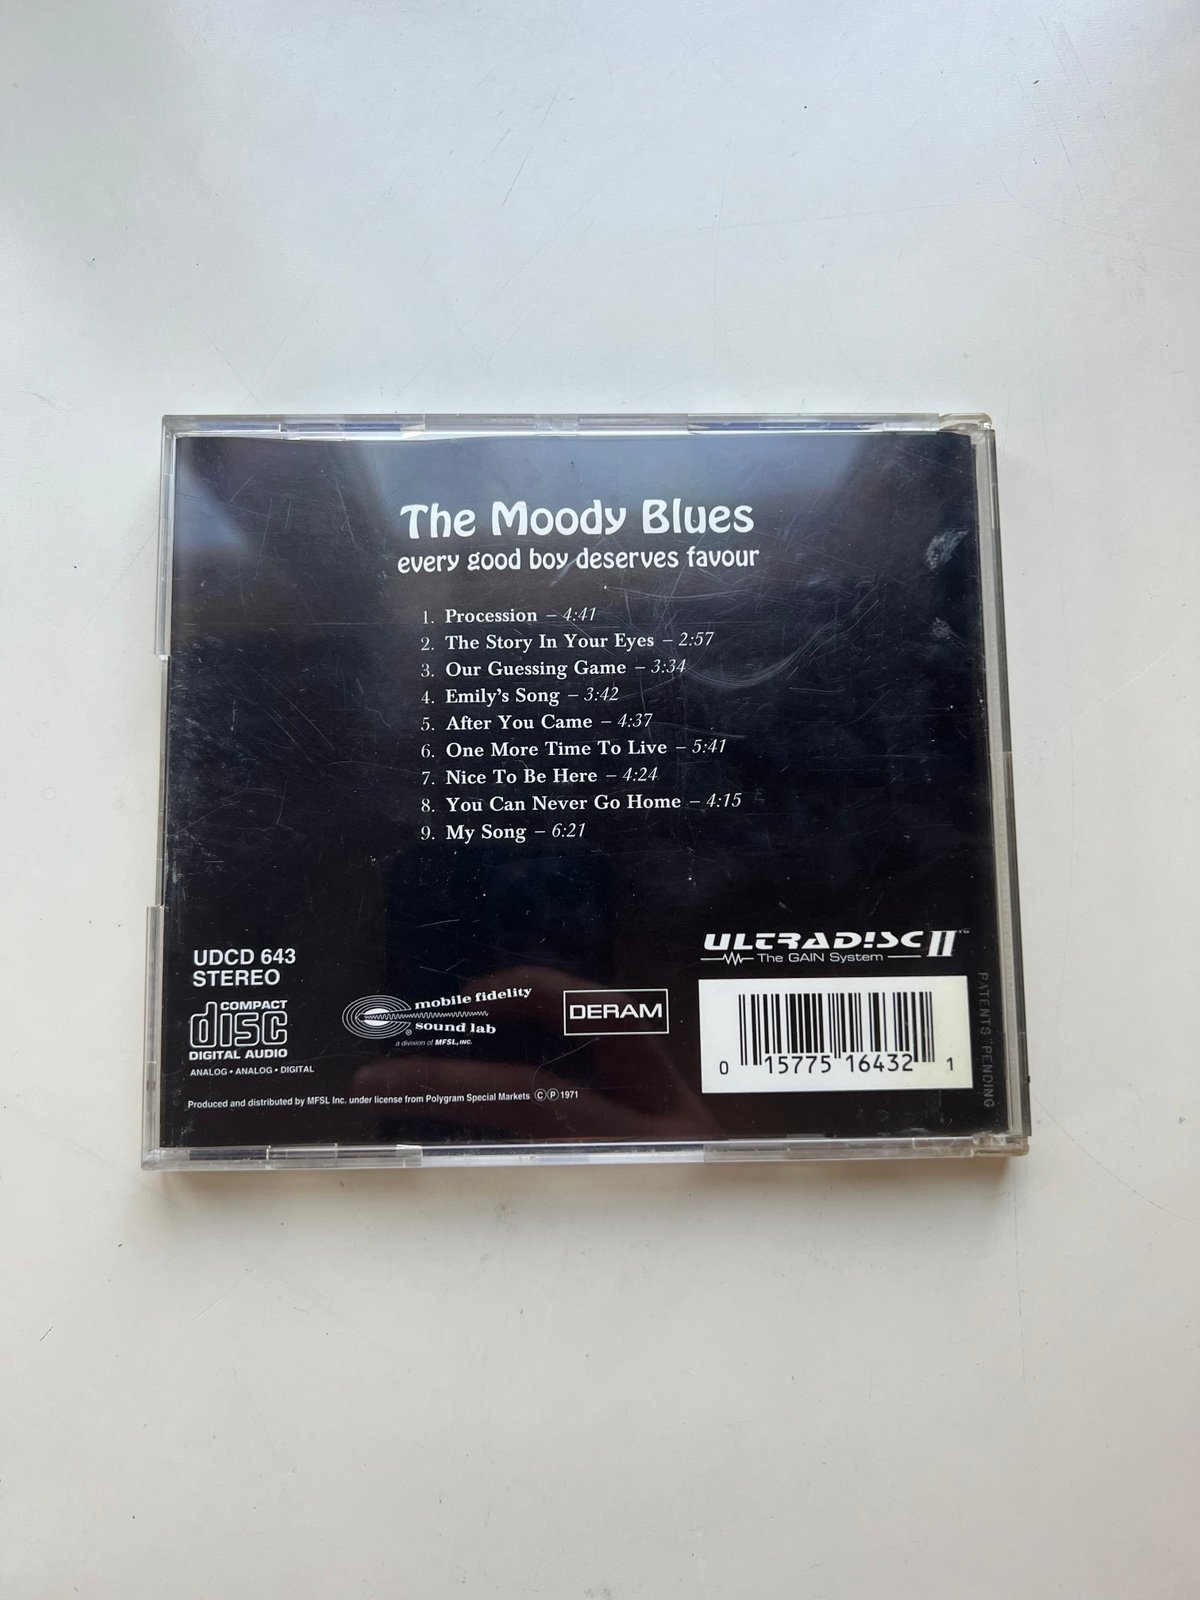 The Moody Blues
every good boy deserves favour
1. Procession – 4:41
2. The Story In Your Eyes – 2:57
3. Our Guessing Game – 3:34
4. Emily's Song – 3:42
5. After You Came – 4:37
6. One More Time To Live – 5:41
7. Nice To Be Here – 4:24
8. You Can Never Go Home – 4:15
9. My Song – 6:21
UDCD 643
STEREO
COMPACT
disc
DIGITAL AUDIO
ANALOG • ANALOG • DIGITAL
mobile fidelity
sound lab
®
a division of MFSL, INC.
DERAM
ULTRADISC II™
The GAIN System
0 15775 16432 1
PATENTS PENDING
Produced and distributed by MFSL Inc. under license from Polygram Special Markets ©℗ 1971